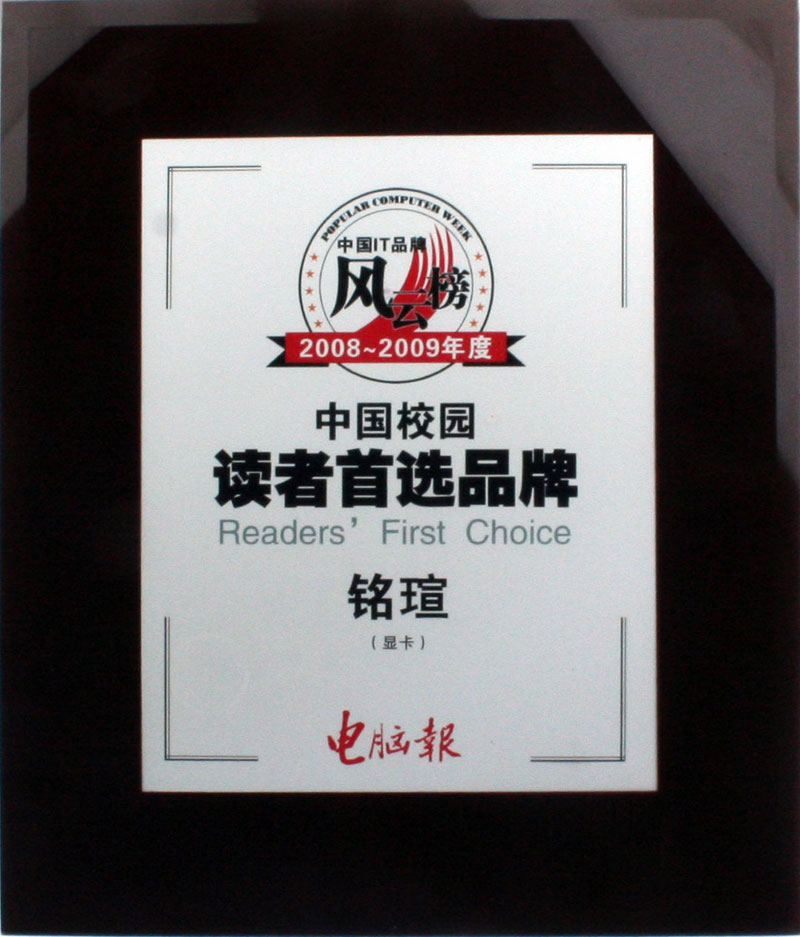 POPULAR COMPUTER WEEK
中国IT品牌
风云榜
2008~2009年度
中国校园
读者首选品牌
Readers' First Choice
铭瑄
(显卡)
电脑報